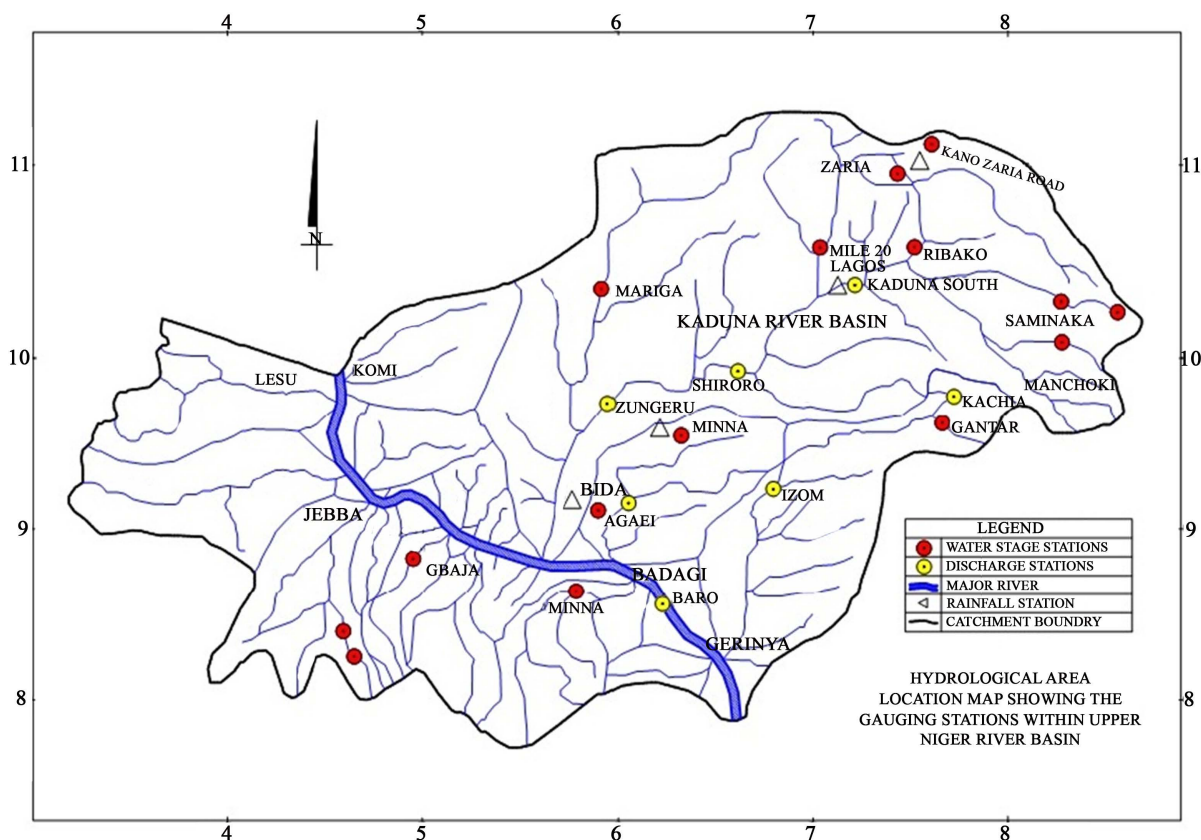 4 5 6 7 8
11
11
10
10
9
9
8
8
N
ZARIA
KANO ZARIA ROAD
MILE 20
LAGOS
RIBAKO
KADUNA SOUTH
MARIGA
KADUNA RIVER BASIN
SAMINAKA
LESU
KOMI
SHIRORO
MANCHOKI
ZUNGERU
KACHIA
MINNA
GANTAR
BIDA
IZOM
AGAEI
JEBBA
GBAJA
BADAGI
MINNA
BARO
GERINYA
LEGEND
WATER STAGE STATIONS
DISCHARGE STATIONS
MAJOR RIVER
RAINFALL STATION
CATCHMENT BOUNDRY
HYDROLOGICAL AREA
LOCATION MAP SHOWING THE
GAUGING STATIONS WITHIN UPPER
NIGER RIVER BASIN
4 5 6 7 8